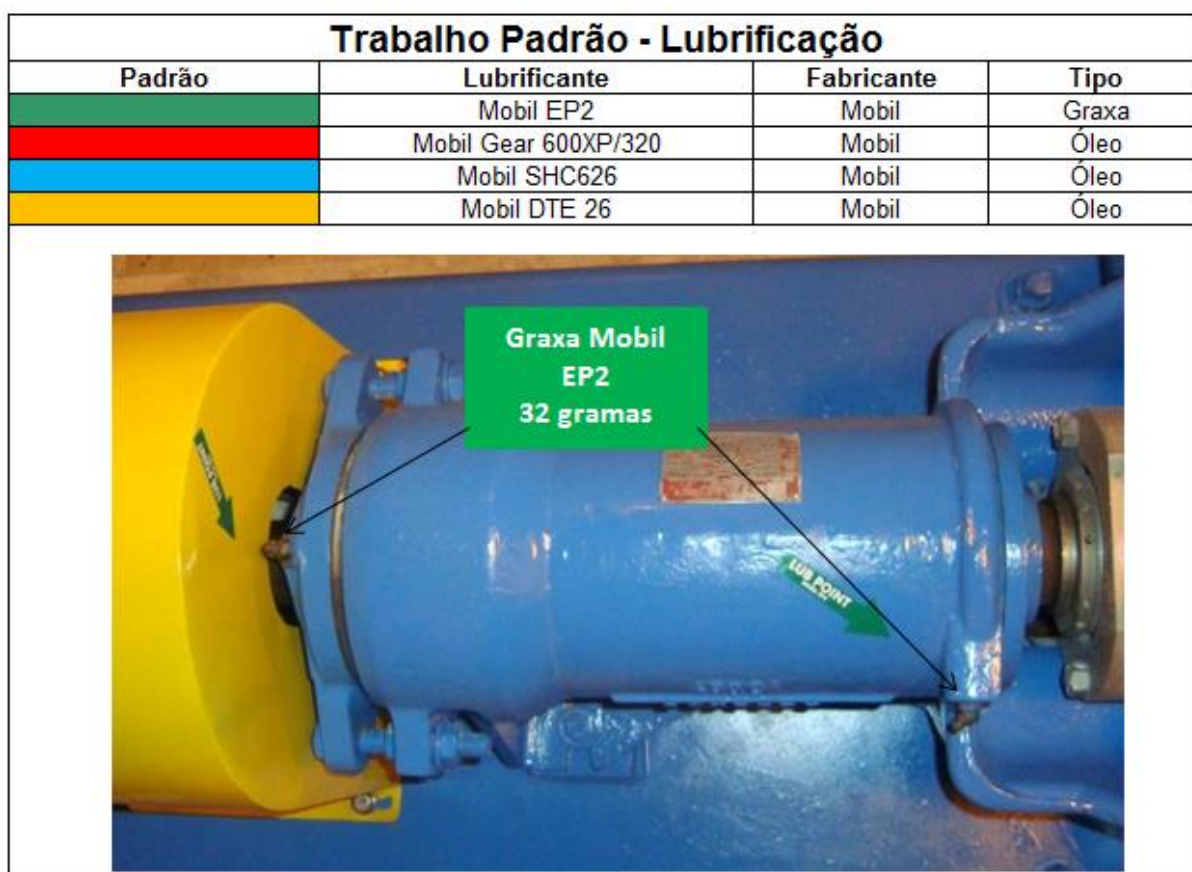 Trabalho Padrão - Lubrificação
Padrão Lubrificante Fabricante Tipo
Mobil EP2 Mobil Graxa
Mobil Gear 600XP/320 Mobil Óleo
Mobil SHC626 Mobil Óleo
Mobil DTE 26 Mobil Óleo
Graxa Mobil
EP2
32 gramas
LUB POINT